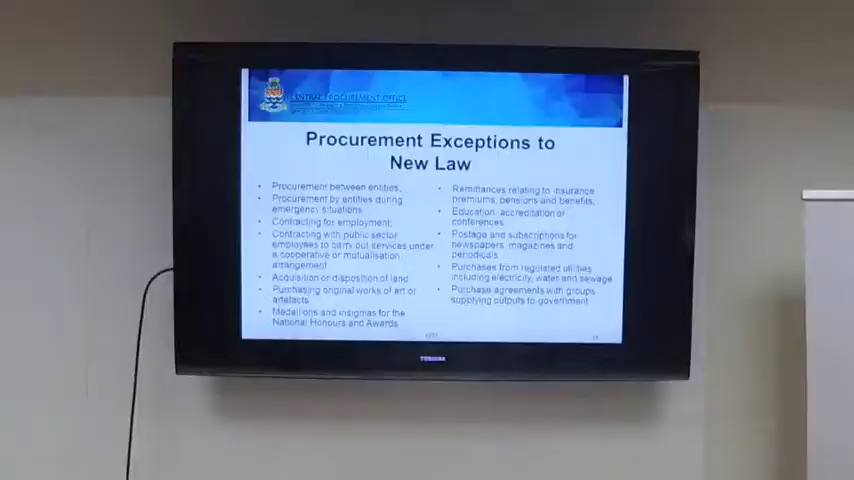 CENTRAL PROCUREMENT OFFICE
Procurement Exceptions to
New Law
• Procurement between entities;
• Procurement by entities during
emergency situations
• Contracting for employment;
• Contracting with public sector
employees to carry out services under
a cooperative or mutualisation
arrangement
• Acquisition or disposition of land
• Purchasing original works of art or
artefacts
• Medallions and insignias for the
National Honours and Awards
• Remittances relating to insurance
premiums, pensions and benefits;
• Education, accreditation or
conferences
• Postage and subscriptions for
newspapers, magazines and
periodicals
• Purchases from regulated utilities
including electricity, water and sewage
• Purchase agreements with groups
supplying outputs to government
TOSHIBA